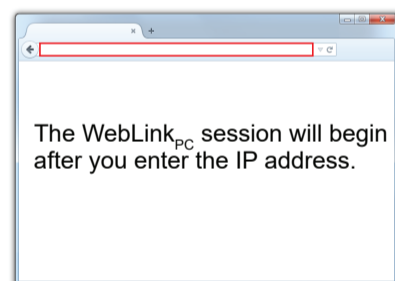 The WebLinkPC session will begin
after you enter the IP address.